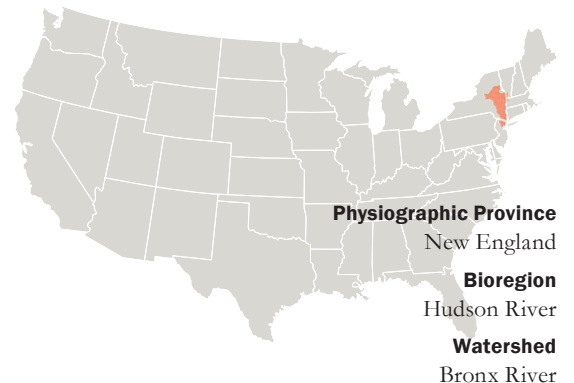 Physiographic Province
New England
Bioregion
Hudson River
Watershed
Bronx River